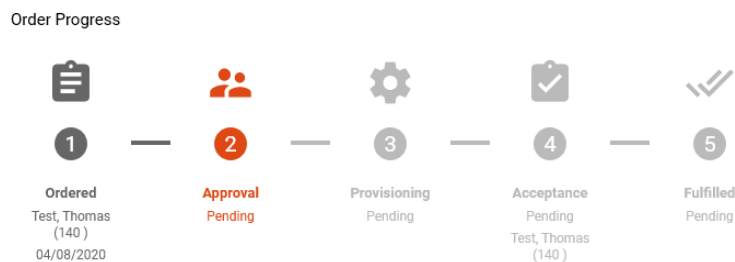 Order Progress
1 2 3 4 5
Ordered Approval Provisioning Acceptance Fulfilled
Test, Thomas Pending Pending Pending Pending
(140 ) Test, Thomas
04/08/2020 (140 )